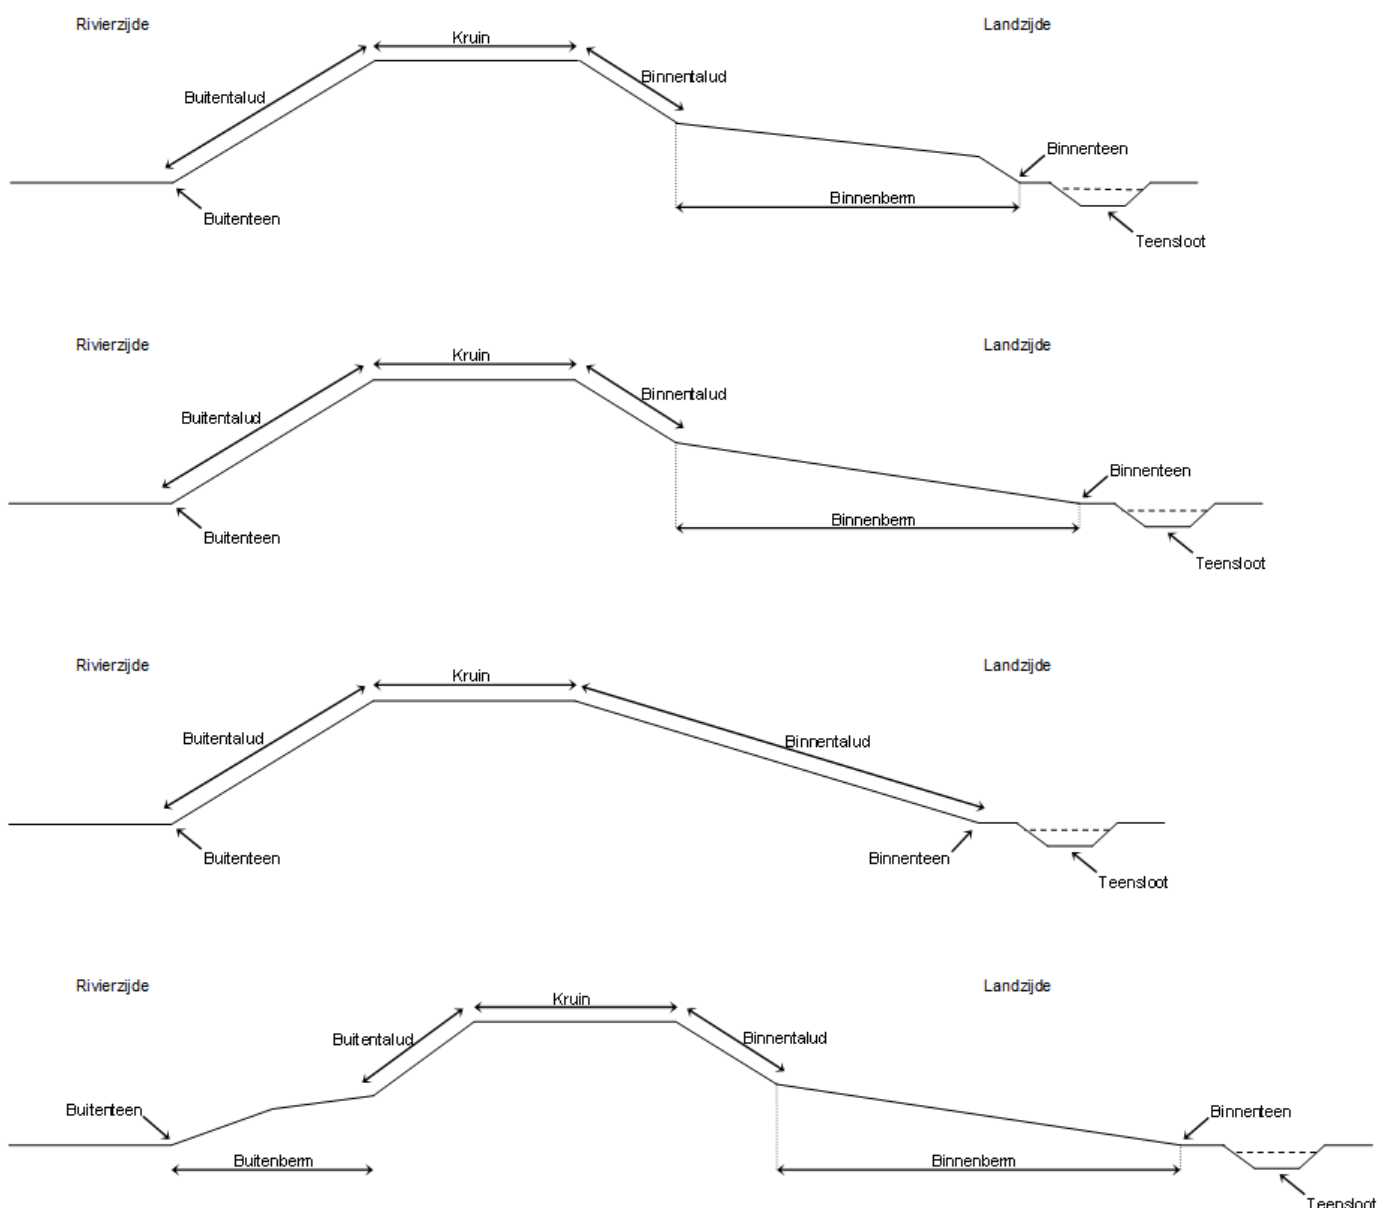 Rivierzijde
Landzijde
Kruin
Binnentalud
Buitentalud
Binnenteen
Binnenberm
Buitenteen
Teensloot
Rivierzijde
Landzijde
Kruin
Binnentalud
Buitentalud
Binnenteen
Binnenberm
Buitenteen
Teensloot
Rivierzijde
Landzijde
Kruin
Buitentalud
Binnentalud
Buitenteen
Binnenteen
Teensloot
Rivierzijde
Landzijde
Kruin
Buitentalud
Binnentalud
Buitenteen
Binnenteen
Buitenberm
Binnenberm
Teensloot